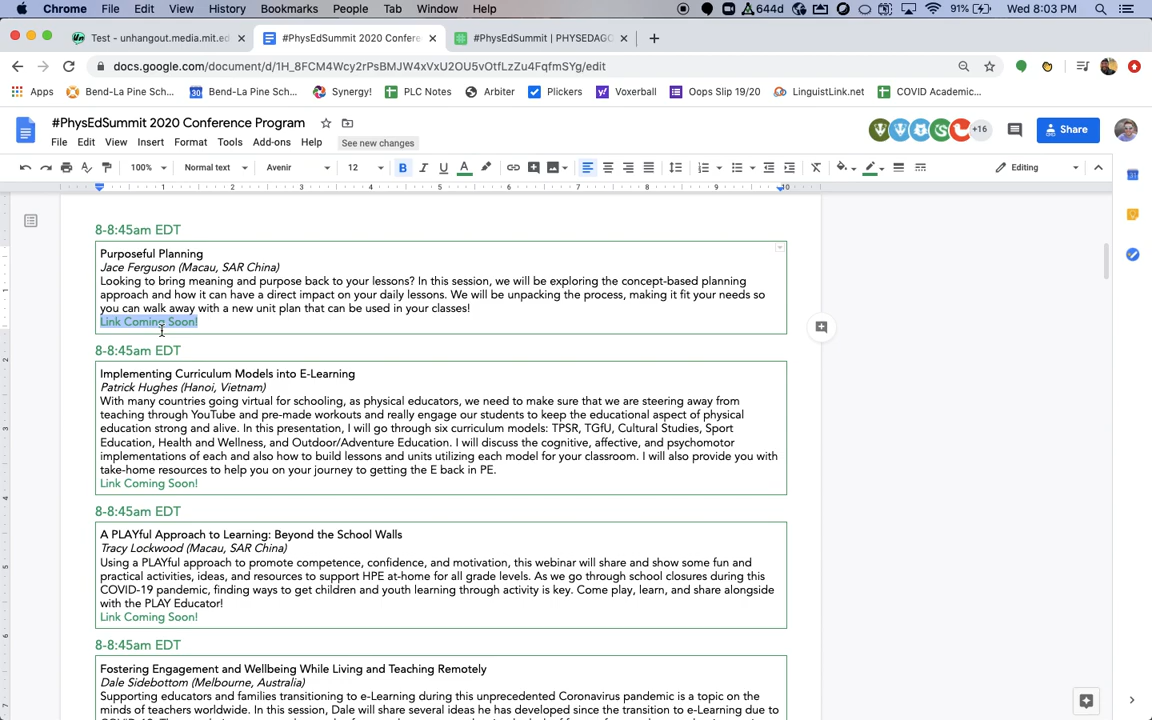 Chrome File Edit View History Bookmarks People Tab Window Help 644d 91% Wed 8:03 PM
Test - unhangout.media.mit.ed #PhysEdSummit 2020 Confere #PhysEdSummit | PHYSEDAGO
docs.google.com/document/d/1H_8FCM4Wcy2rPsBMJW4xVxU2OU5vOtfLzZu4FqfmSYg/edit
Apps Bend-La Pine Sch... Bend-La Pine Sch... Synergy! PLC Notes Arbiter Plickers Voxerball Oops Slip 19/20 LinguistLink.net COVID Academic...
#PhysEdSummit 2020 Conference Program
+16 Share
File Edit View Insert Format Tools Add-ons Help See new changes
100% Normal text Avenir 12 B I U A Editing
1 2 3 4 5 6 7 8 9 10
8-8:45am EDT
Purposeful Planning
Jace Ferguson (Macau, SAR China)
Looking to bring meaning and purpose back to your lessons? In this session, we will be exploring the concept-based planning
approach and how it can have a direct impact on your daily lessons. We will be unpacking the process, making it fit your needs so
you can walk away with a new unit plan that can be used in your classes!
Link Coming Soon!
8-8:45am EDT
Implementing Curriculum Models into E-Learning
Patrick Hughes (Hanoi, Vietnam)
With many countries going virtual for schooling, as physical educators, we need to make sure that we are steering away from
teaching through YouTube and pre-made workouts and really engage our students to keep the educational aspect of physical
education strong and alive. In this presentation, I will go through six curriculum models: TPSR, TGfU, Cultural Studies, Sport
Education, Health and Wellness, and Outdoor/Adventure Education. I will discuss the cognitive, affective, and psychomotor
implementations of each and also how to build lessons and units utilizing each model for your classroom. I will also provide you with
take-home resources to help you on your journey to getting the E back in PE.
Link Coming Soon!
8-8:45am EDT
A PLAYful Approach to Learning: Beyond the School Walls
Tracy Lockwood (Macau, SAR China)
Using a PLAYful approach to promote competence, confidence, and motivation, this webinar will share and show some fun and
practical activities, ideas, and resources to support HPE at-home for all grade levels. As we go through school closures during this
COVID-19 pandemic, finding ways to get children and youth learning through activity is key. Come play, learn, and share alongside
with the PLAY Educator!
Link Coming Soon!
8-8:45am EDT
Fostering Engagement and Wellbeing While Living and Teaching Remotely
Dale Sidebottom (Melbourne, Australia)
Supporting educators and families transitioning to e-Learning during this unprecedented Coronavirus pandemic is a topic on the
minds of teachers worldwide. In this session, Dale will share several ideas he has developed since the transition to e-Learning due to